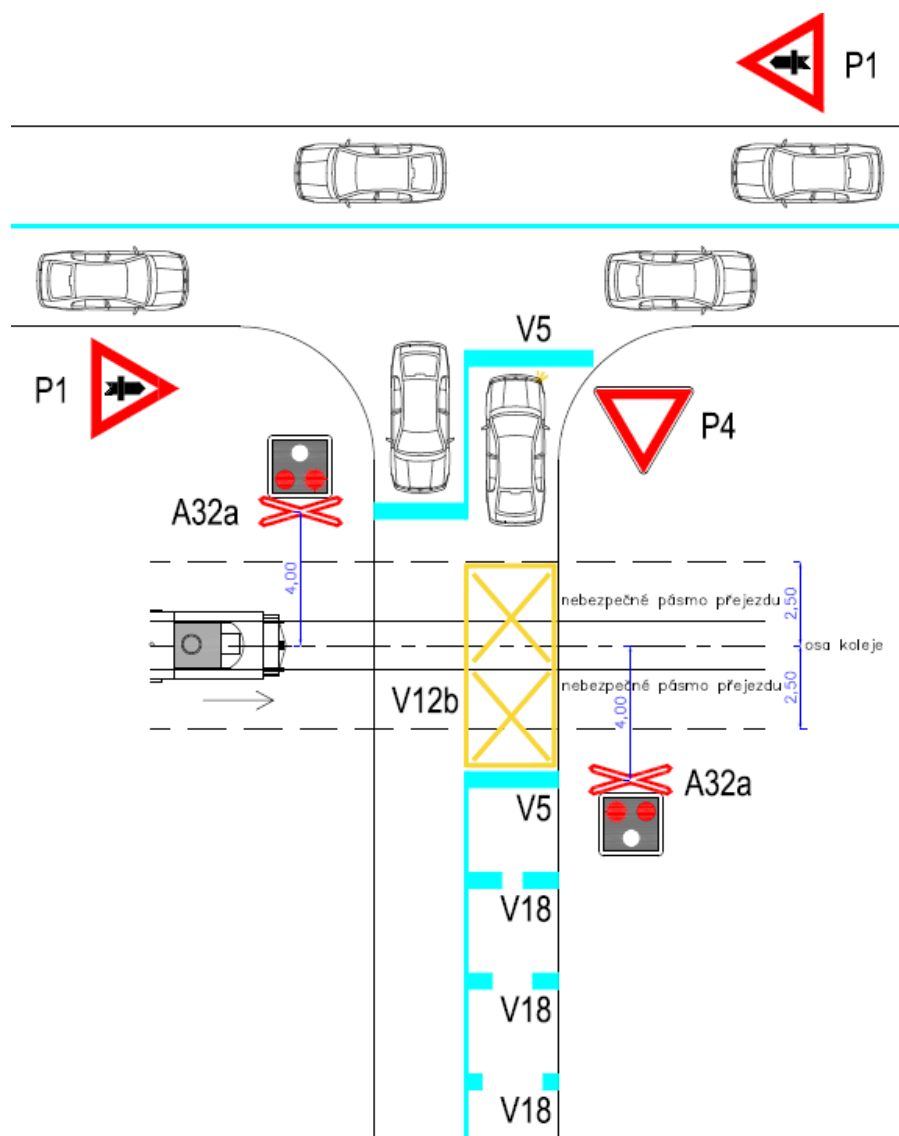 P1
V5
P1
P4
A32a
4,00
nebezpečné pásmo přejezdu
2,50
osa koleje
nebezpečné pásmo přejezdu
V12b
4,00
2,50
A32a
V5
V18
V18
V18